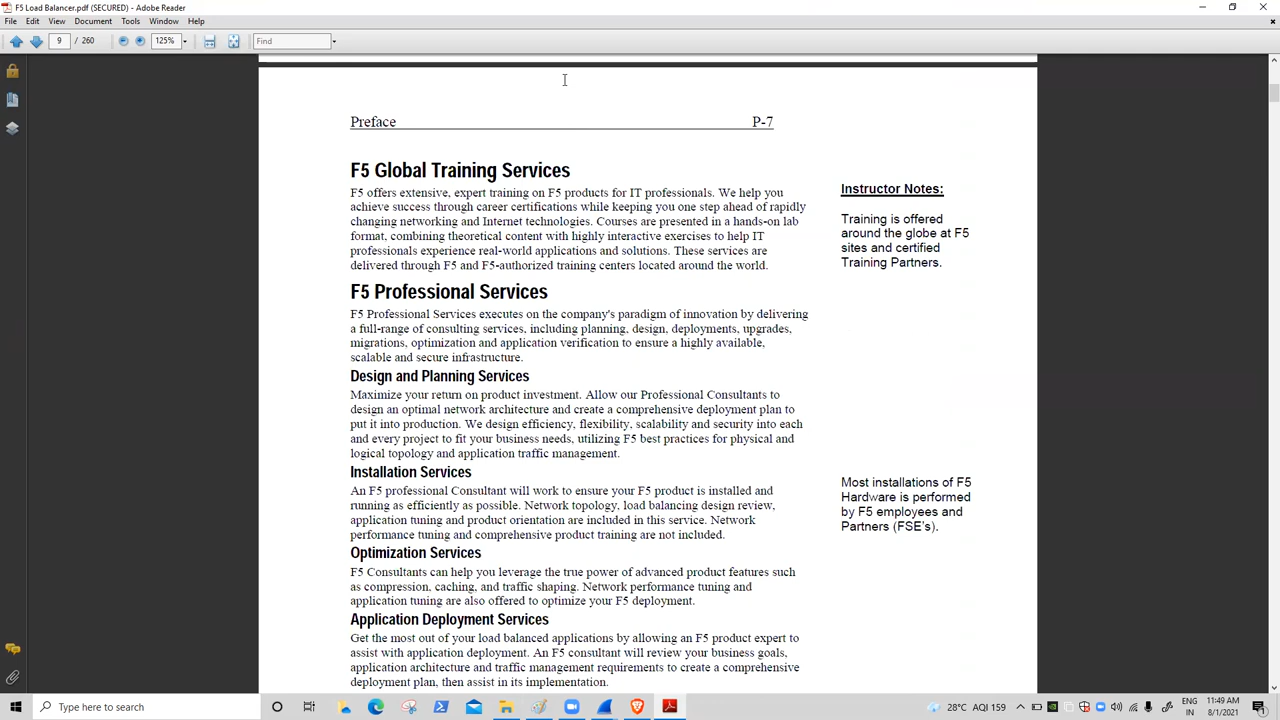 F5 Load Balancer.pdf (SECURED) - Adobe Reader
File Edit View Document Tools Window Help
9 / 260 125% Find
Preface P-7
F5 Global Training Services
F5 offers extensive, expert training on F5 products for IT professionals. We help you
achieve success through career certifications while keeping you one step ahead of rapidly
changing networking and Internet technologies. Courses are presented in a hands-on lab
format, combining theoretical content with highly interactive exercises to help IT
professionals experience real-world applications and solutions. These services are
delivered through F5 and F5-authorized training centers located around the world.
Instructor Notes:
Training is offered
around the globe at F5
sites and certified
Training Partners.
F5 Professional Services
F5 Professional Services executes on the company's paradigm of innovation by delivering
a full-range of consulting services, including planning, design, deployments, upgrades,
migrations, optimization and application verification to ensure a highly available,
scalable and secure infrastructure.
Design and Planning Services
Maximize your return on product investment. Allow our Professional Consultants to
design an optimal network architecture and create a comprehensive deployment plan to
put it into production. We design efficiency, flexibility, scalability and security into each
and every project to fit your business needs, utilizing F5 best practices for physical and
logical topology and application traffic management.
Installation Services
An F5 professional Consultant will work to ensure your F5 product is installed and
running as efficiently as possible. Network topology, load balancing design review,
application tuning and product orientation are included in this service. Network
performance tuning and comprehensive product training are not included.
Most installations of F5
Hardware is performed
by F5 employees and
Partners (FSE's).
Optimization Services
F5 Consultants can help you leverage the true power of advanced product features such
as compression, caching, and traffic shaping. Network performance tuning and
application tuning are also offered to optimize your F5 deployment.
Application Deployment Services
Get the most out of your load balanced applications by allowing an F5 product expert to
assist with application deployment. An F5 consultant will review your business goals,
application architecture and traffic management requirements to create a comprehensive
deployment plan, then assist in its implementation.
Type here to search
28°C AQI 159
ENG
IN
11:49 AM
8/1/2021